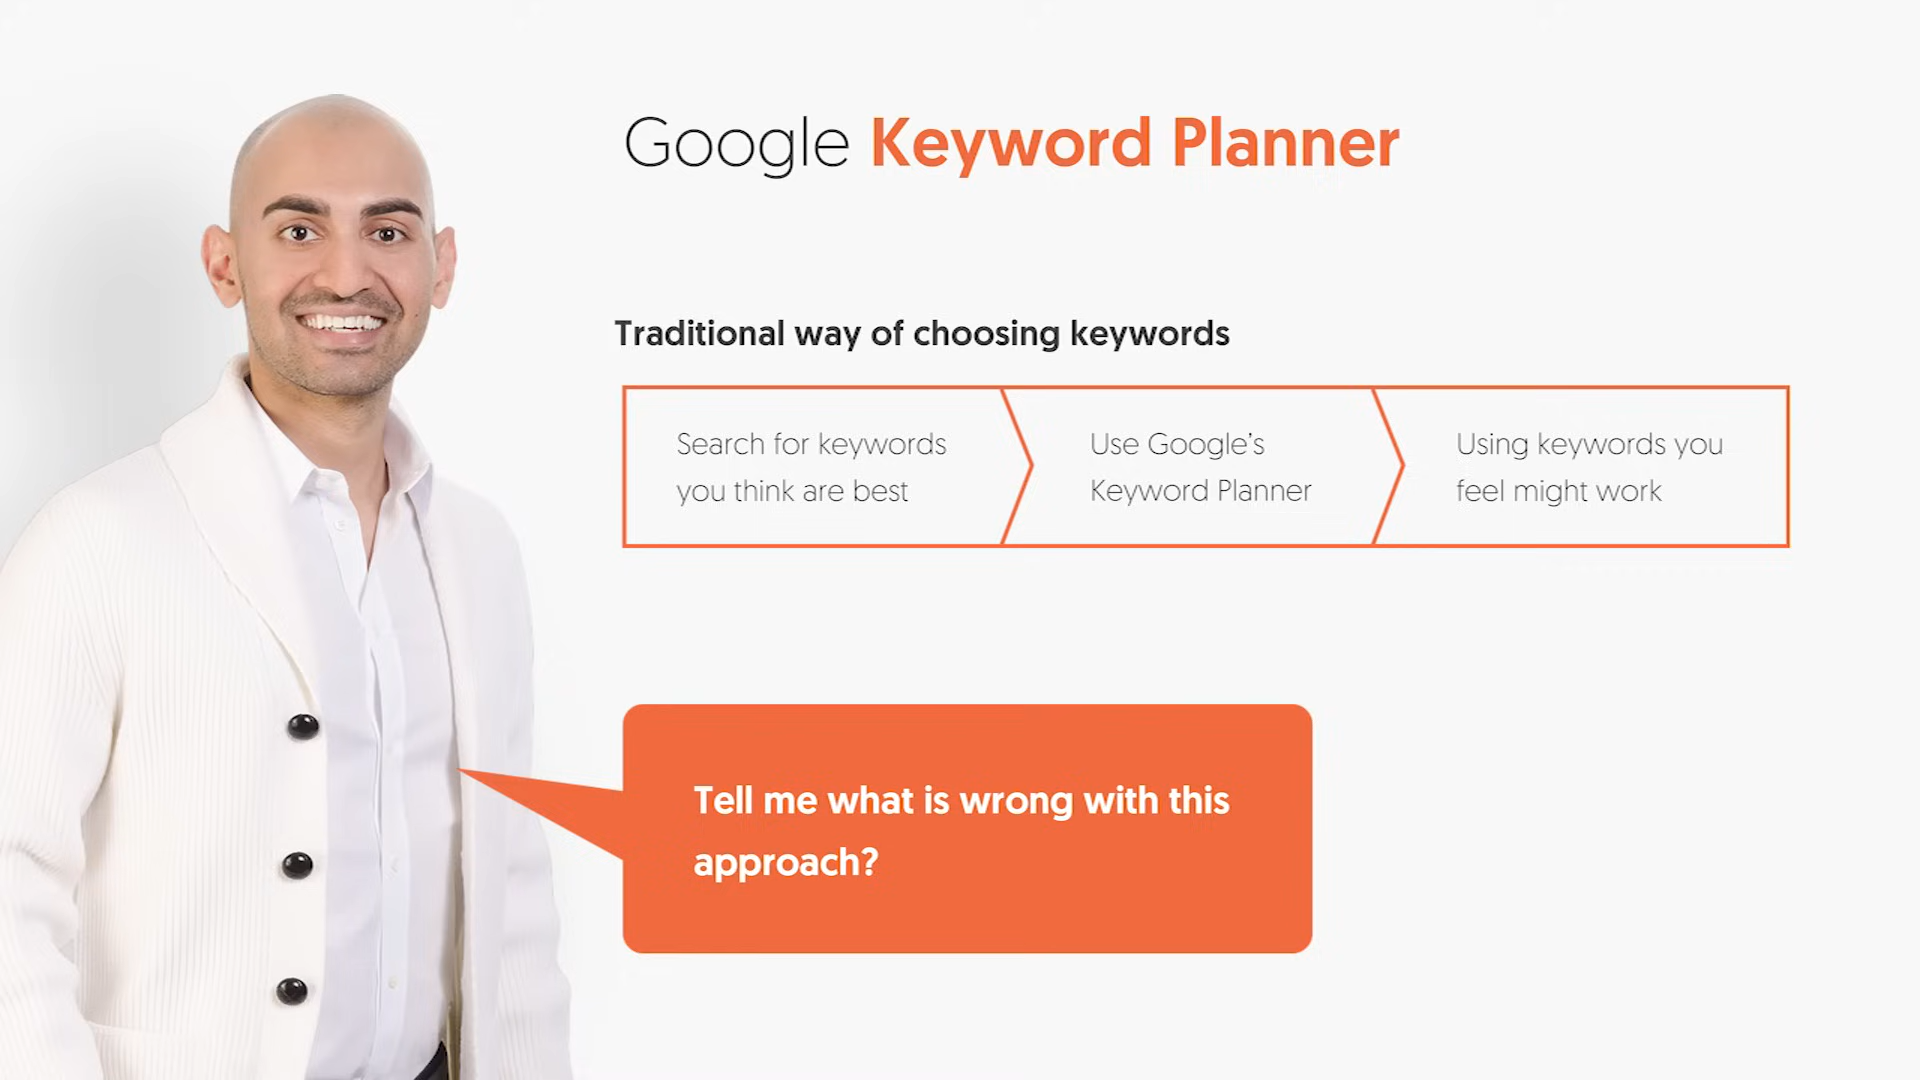 Google Keyword Planner
Traditional way of choosing keywords
Search for keywords
you think are best
Use Google’s
Keyword Planner
Using keywords you
feel might work
Tell me what is wrong with this
approach?